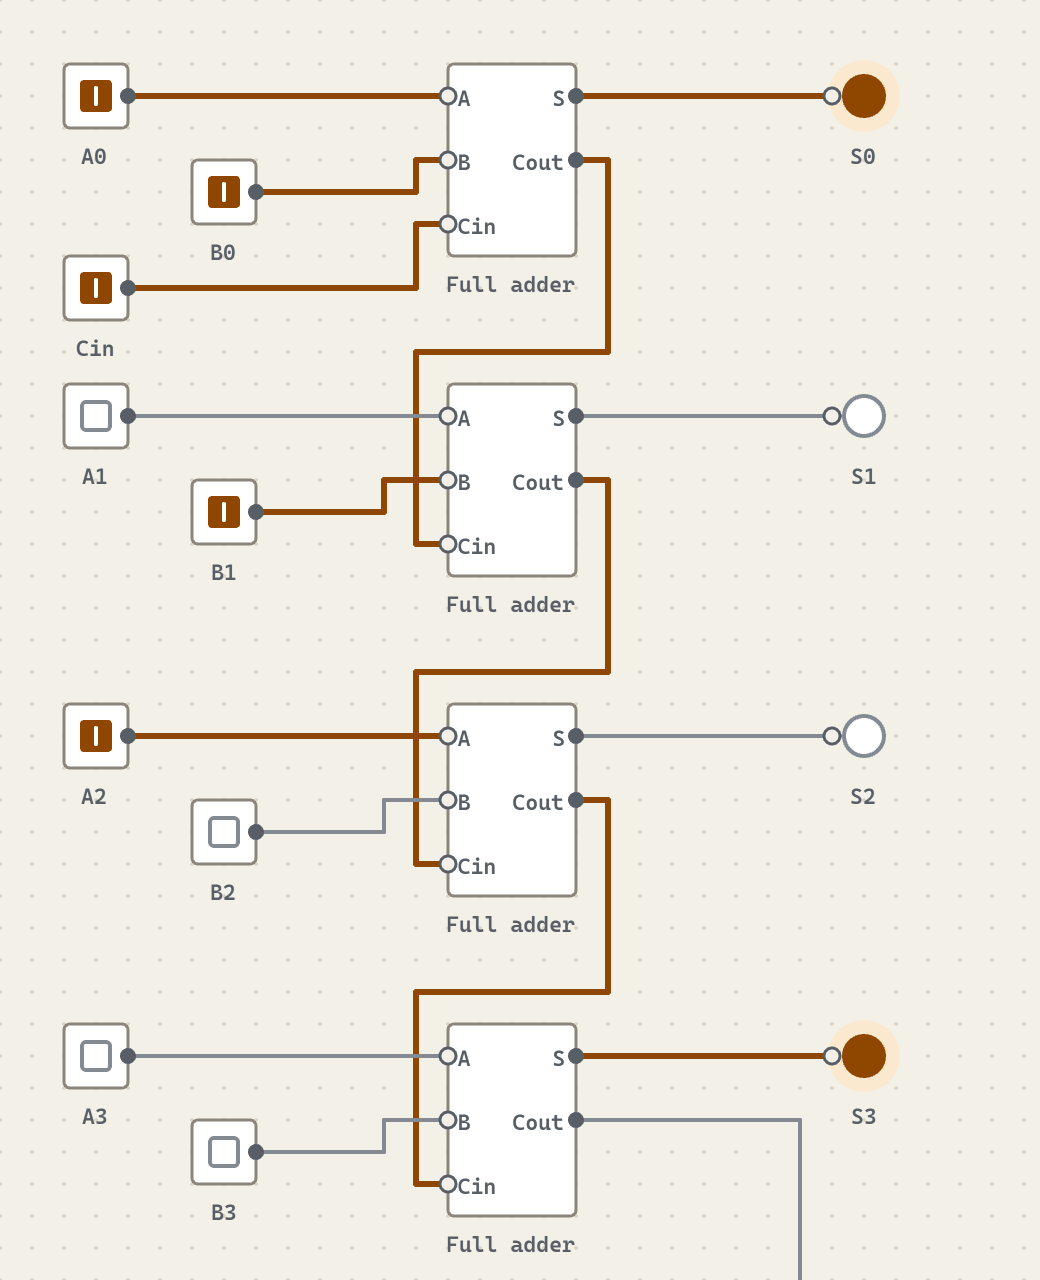 A0
B0
Cin
A
B
Cin
S
Cout
Full adder
S0
A1
B1
A
B
Cin
S
Cout
Full adder
S1
A2
B2
A
B
Cin
S
Cout
Full adder
S2
A3
B3
A
B
Cin
S
Cout
Full adder
S3